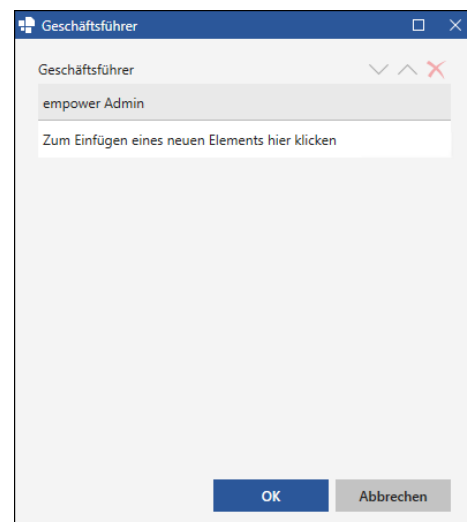 Geschäftsführer
Geschäftsführer
empower Admin
Zum Einfügen eines neuen Elements hier klicken
OK Abbrechen